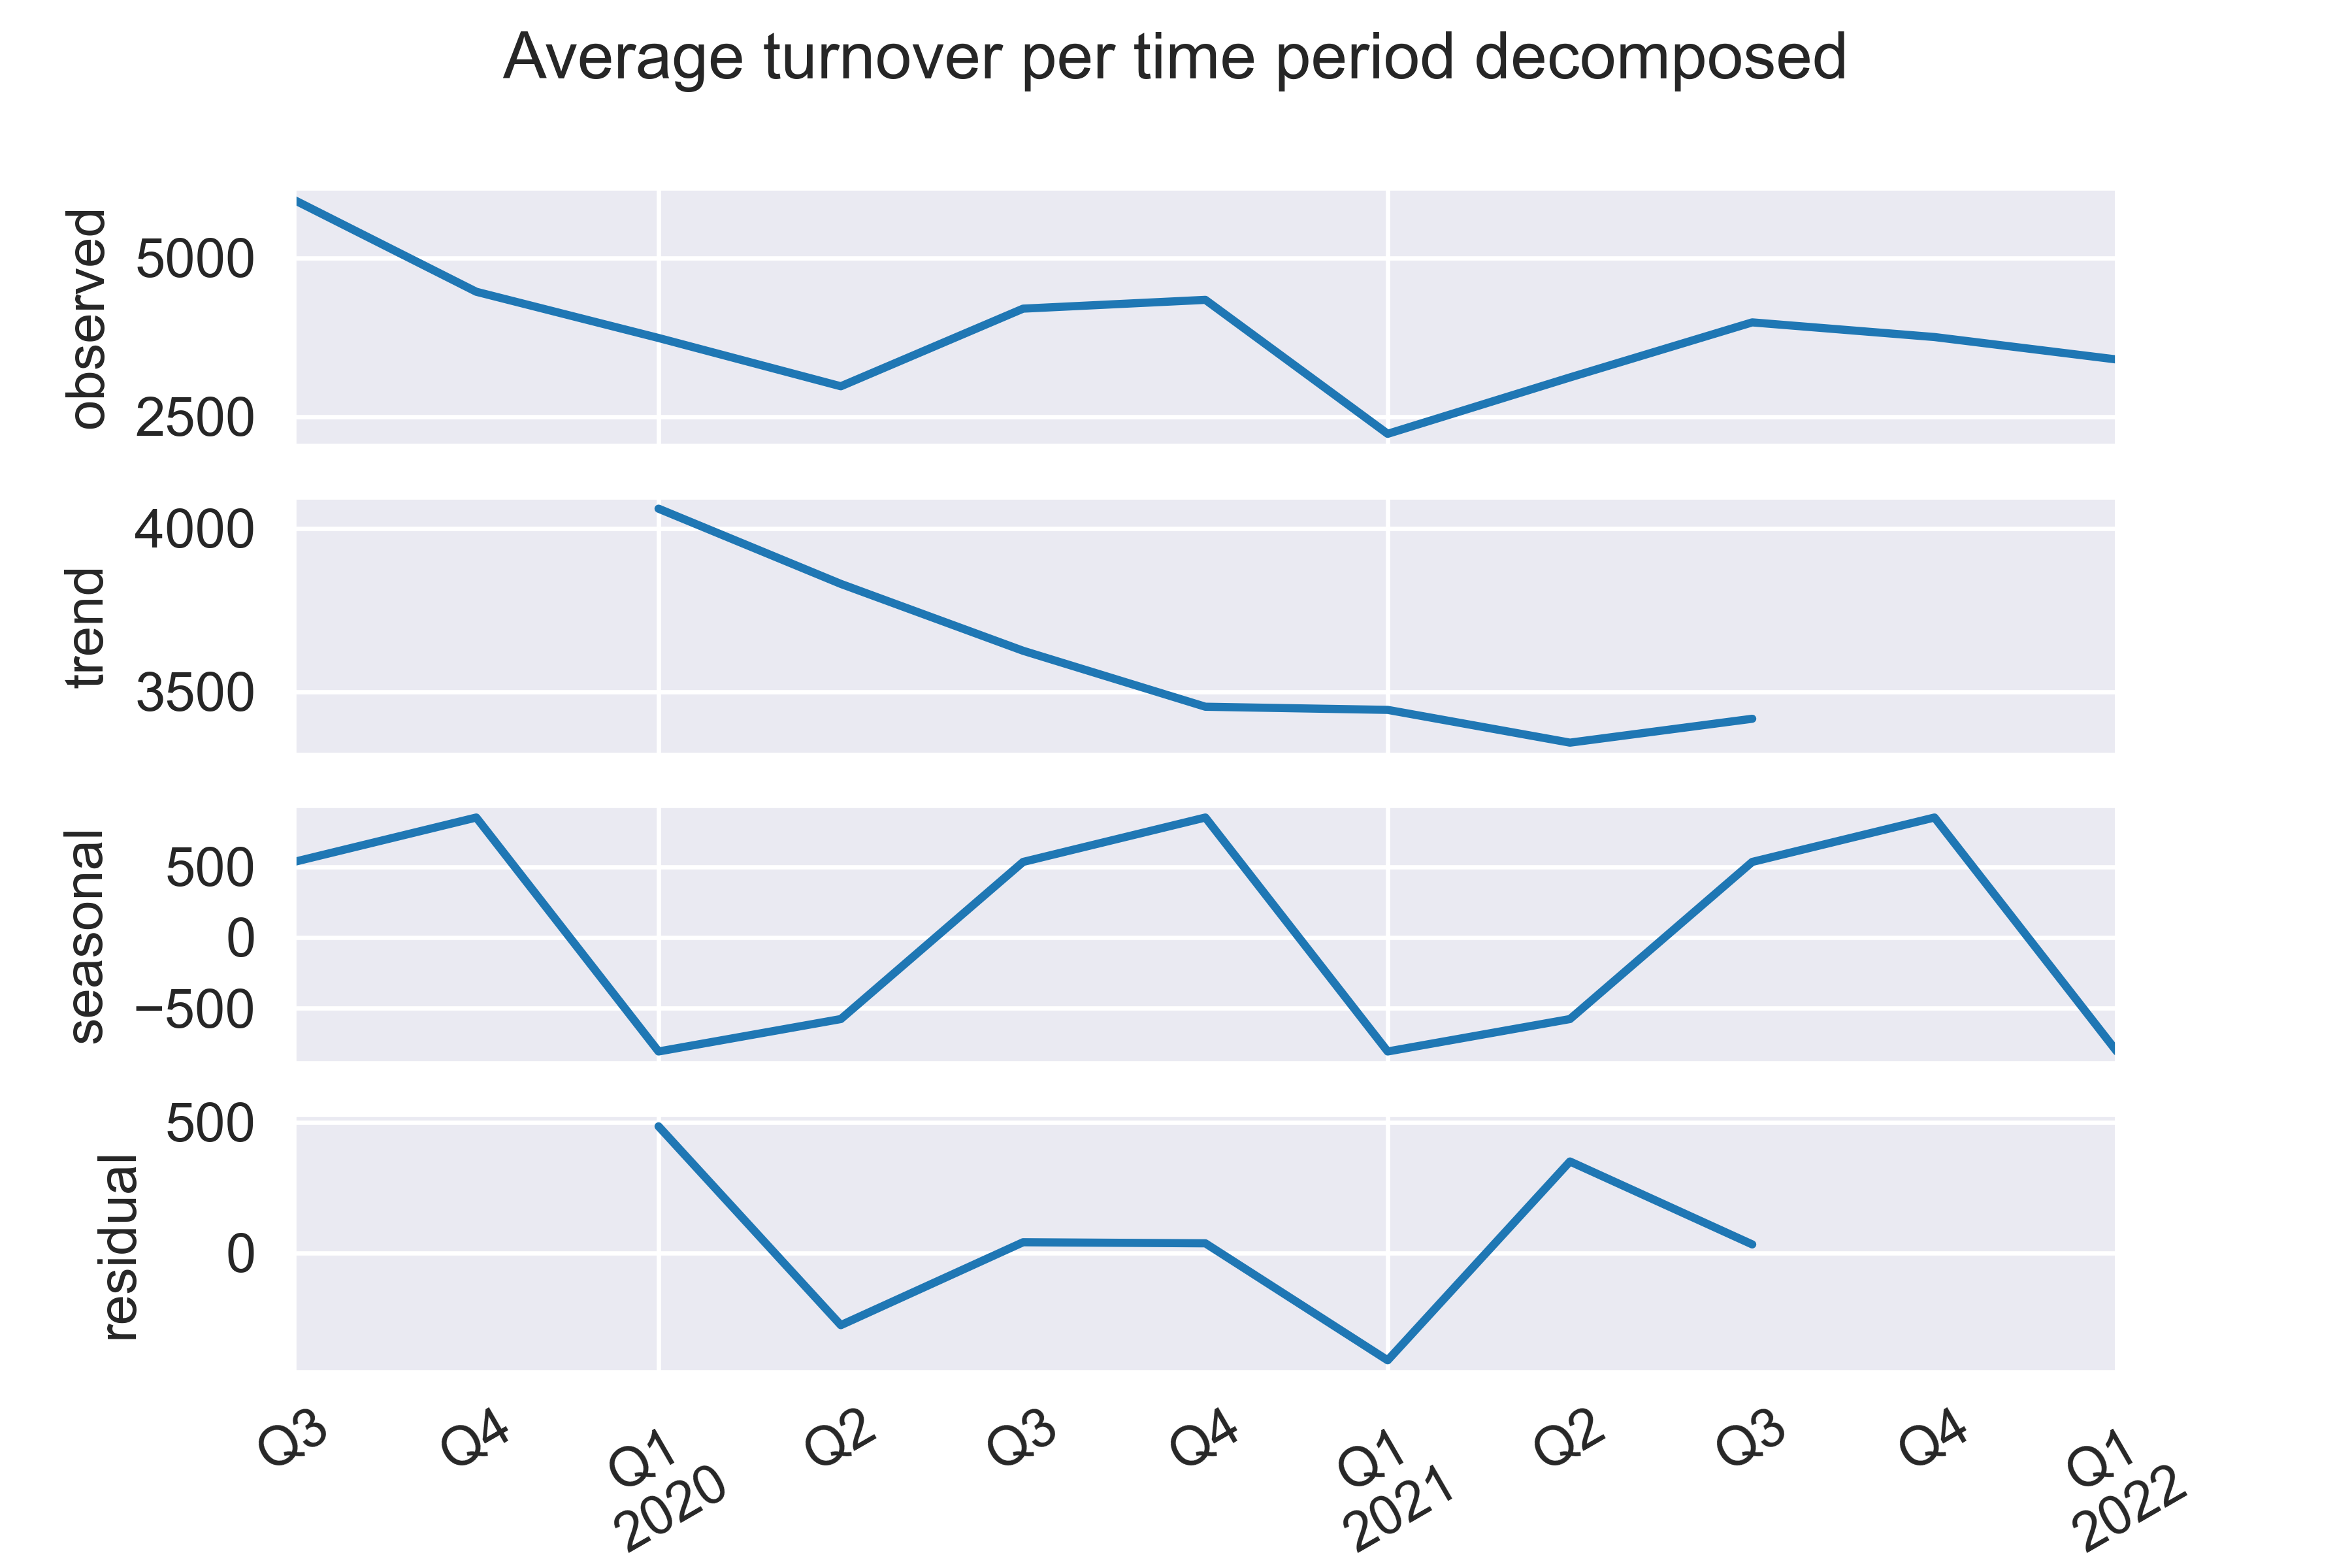 Average turnover per time period decomposed
observed
5000
2500
trend
4000
3500
seasonal
500
0
−500
residual
500
0
Q3
Q4
Q1
2020
Q2
Q3
Q4
Q1
2021
Q2
Q3
Q4
Q1
2022